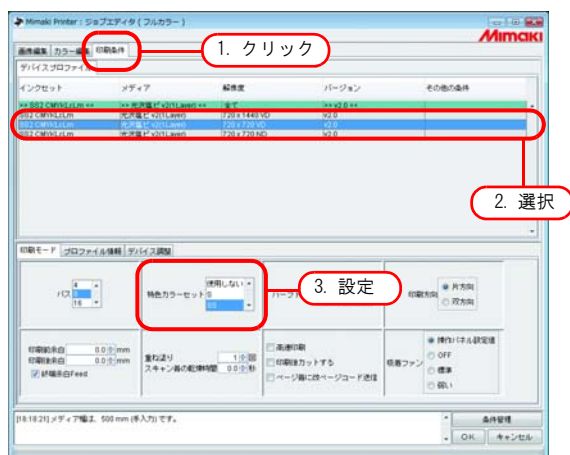 Mimaki Printer : ジョブエディタ ( フルカラー )
Mimaki
画像編集 カラー編集 印刷条件
1. クリック
デバイスプロファイル
インクセット メディア 解像度 バージョン その他の条件
** SS2 CMYKLcLm ** >> 光沢塩ビ v2(1Layer) << 全て >> v2.0 <<
SS2 CMYKLcLm 光沢塩ビ v2(1Layer) 720 x 1440 VD v2.0
SS2 CMYKLcLm 光沢塩ビ v2(1Layer) 720 x 720 VD v2.0
SS2 CMYKLcLm 光沢塩ビ v2(1Layer) 720 x 720 ND v2.0
2. 選択
印刷モード プロファイル情報 デバイス調整
パス 4 8 16
特色カラーセット 使用しない
3. 設定
印刷方向 片方向 双方向
印刷前余白 0.0 mm
印刷後余白 0.0 mm
終端余白Feed
重ね塗り 1 回
スキャン毎の乾燥時間 0.0 秒
高速印刷
印刷後カットする
ページ毎に改ページコード送信
吸着ファン 操作パネル設定値
OFF
標準
弱い
[18:18:21] メディア幅は、 500 mm (手入力) です。
条件管理
OK キャンセル